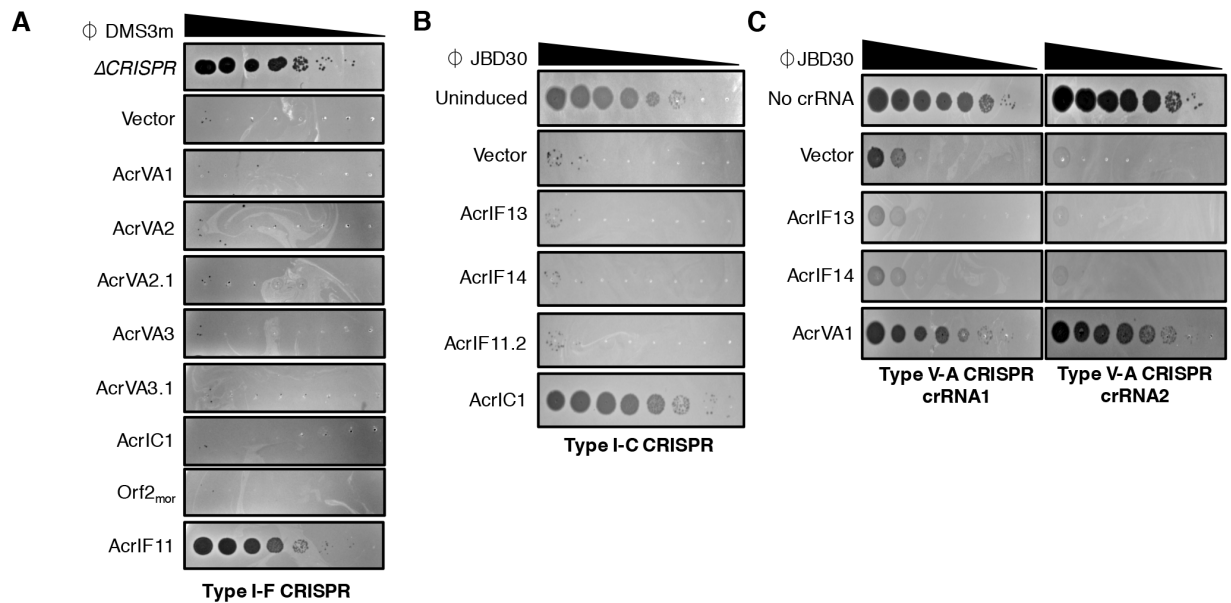 A
ϕ DMS3m
ΔCRISPR
Vector
AcrVA1
AcrVA2
AcrVA2.1
AcrVA3
AcrVA3.1
AcrIC1
Orf2mor
AcrIF11
Type I-F CRISPR
B
ϕ JBD30
Uninduced
Vector
AcrIF13
AcrIF14
AcrIF11.2
AcrIC1
Type I-C CRISPR
C
ϕ JBD30
No crRNA
Vector
AcrIF13
AcrIF14
AcrVA1
Type V-A CRISPR
crRNA1
Type V-A CRISPR
crRNA2